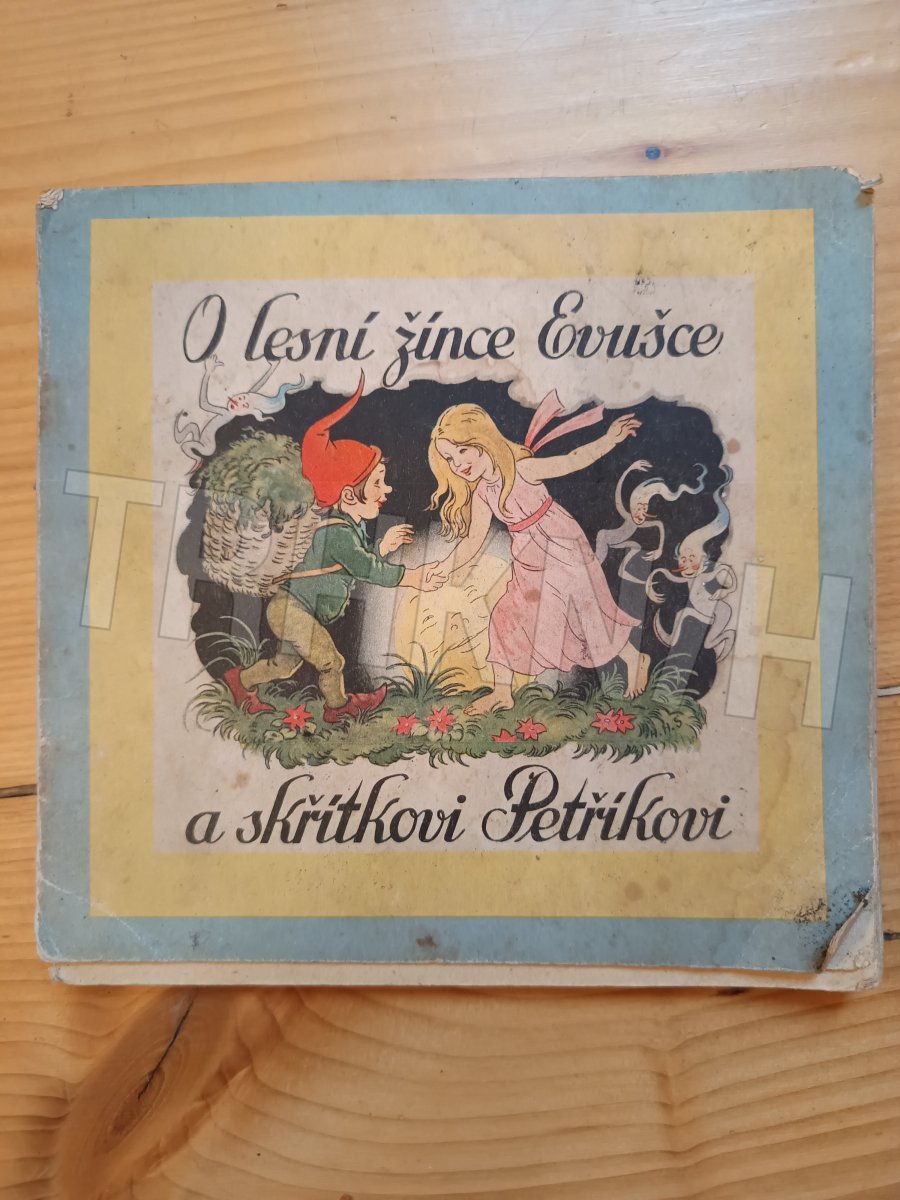 O lesní žínce Evušce
a skřítkovi Petříkovi